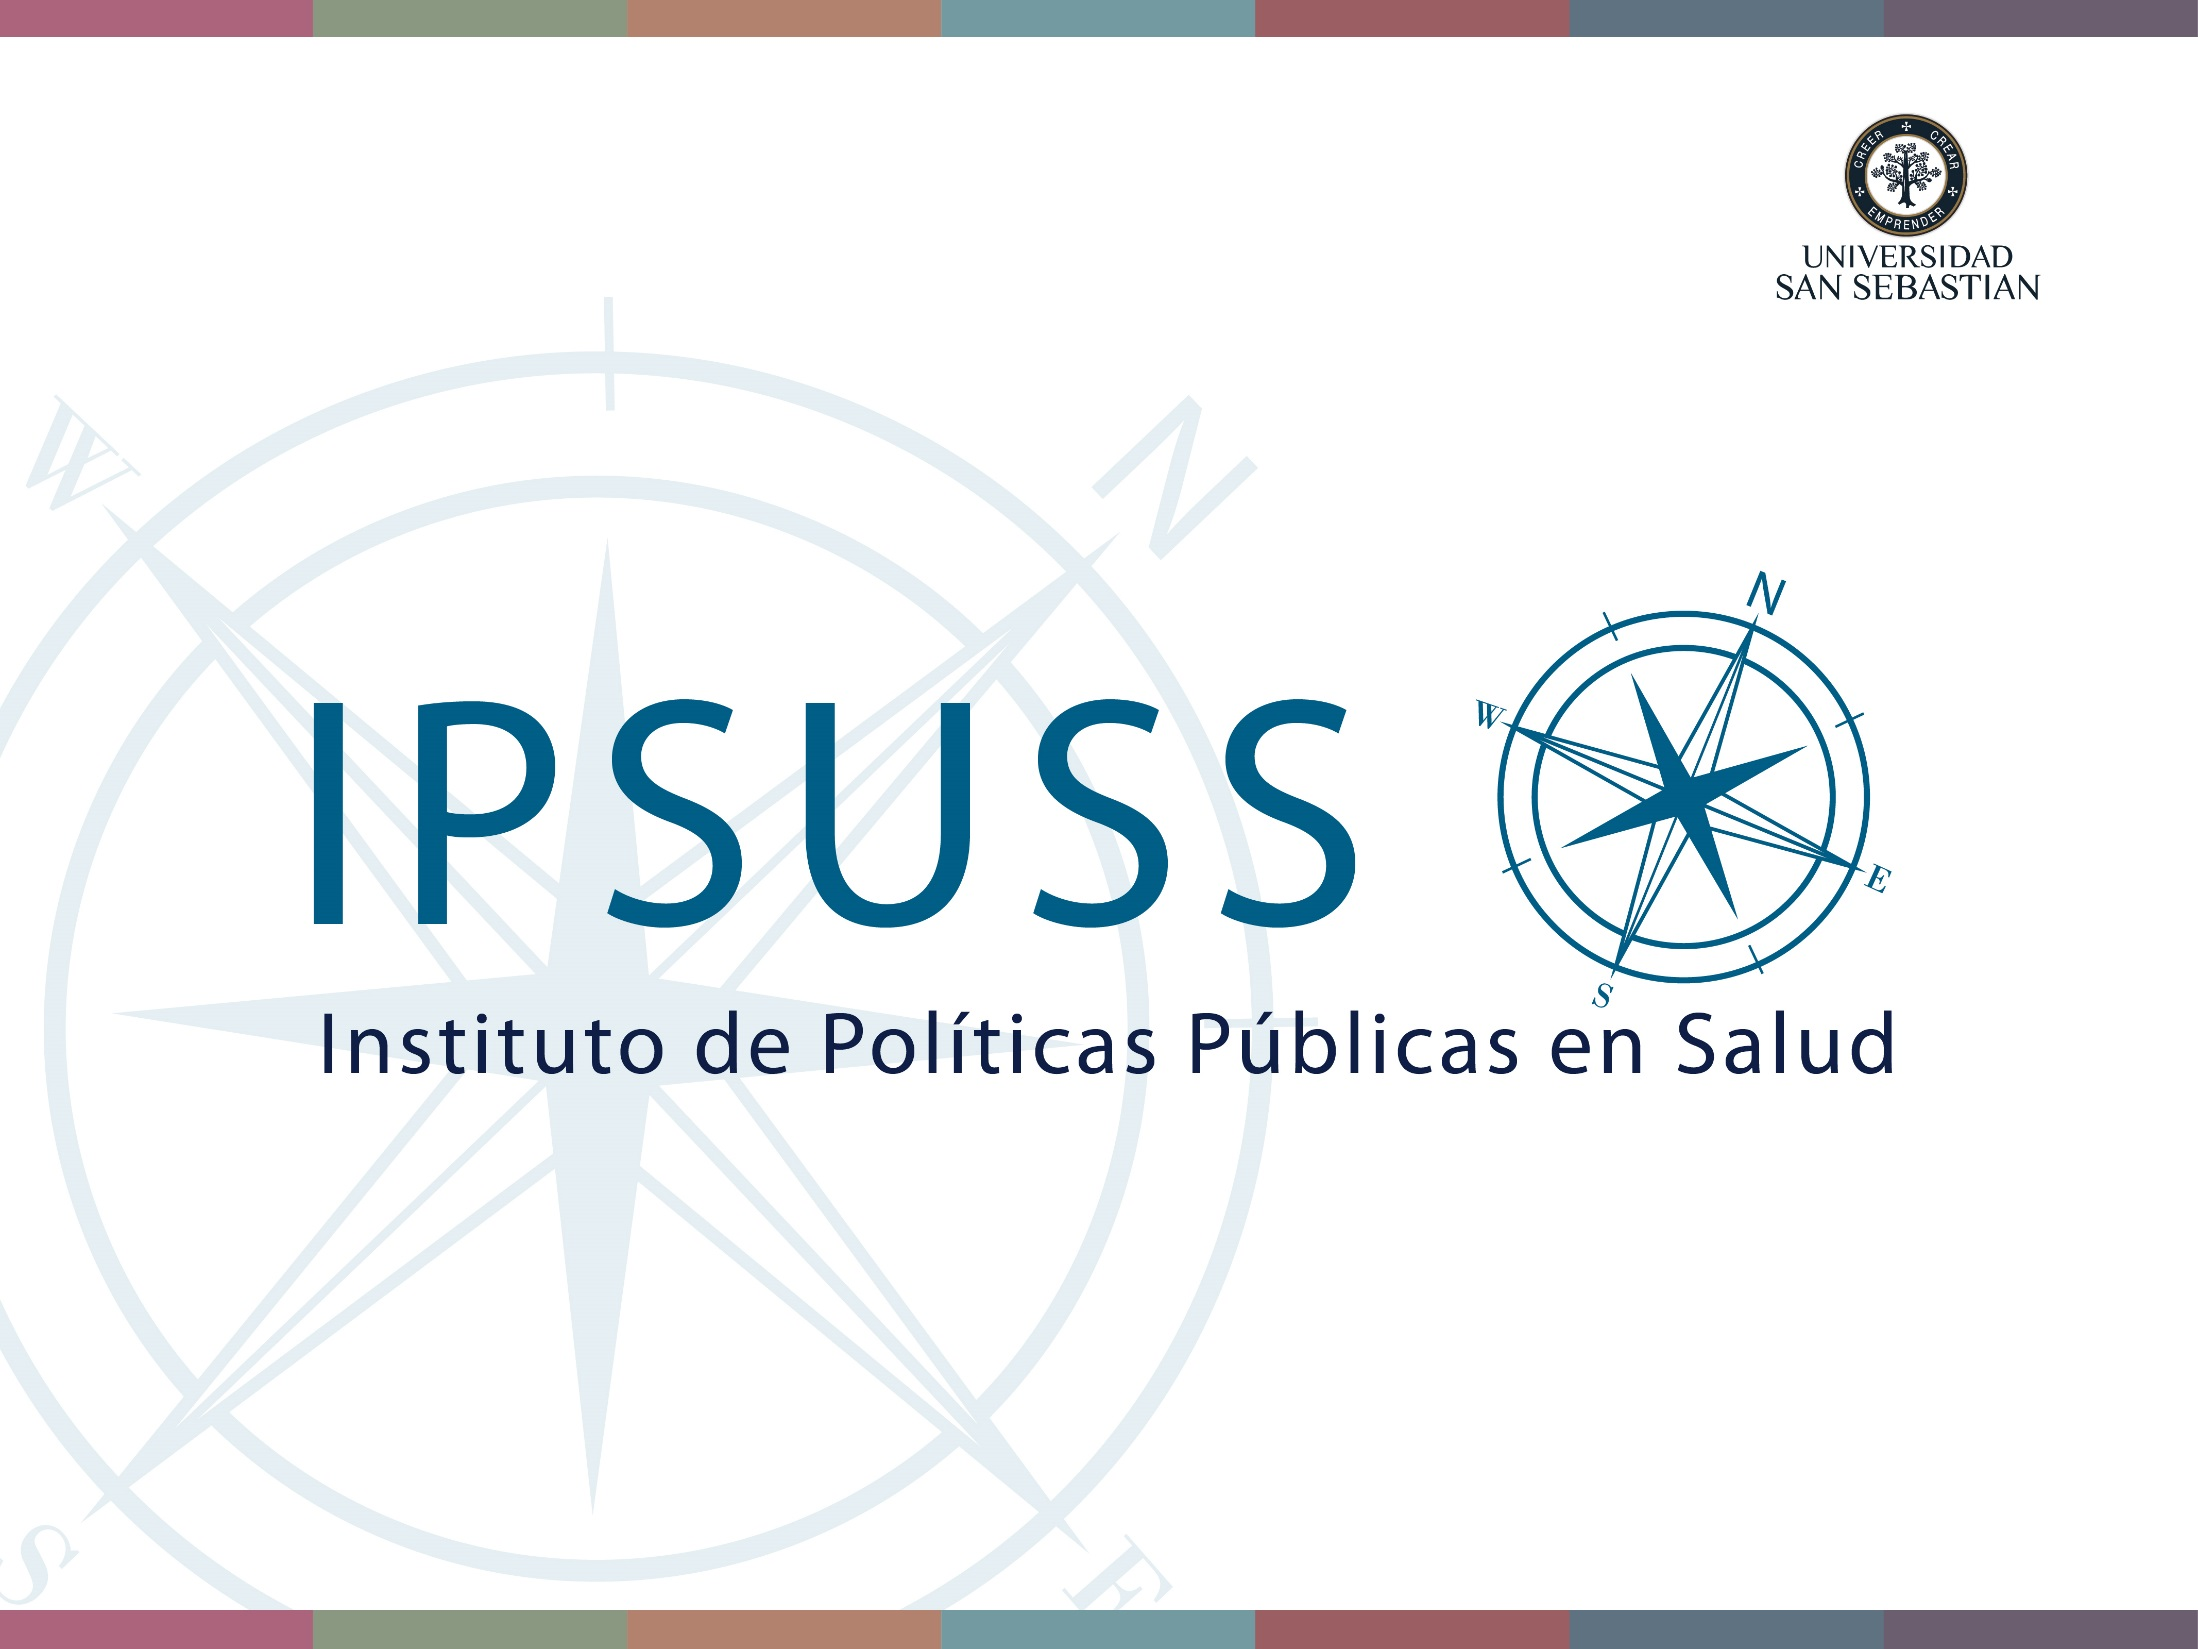 CREER CREAR
EMPRENDER
UNIVERSIDAD
SAN SEBASTIAN
W
N
N
W
IPSUSS
E
S
Instituto de Políticas Públicas en Salud
S
E